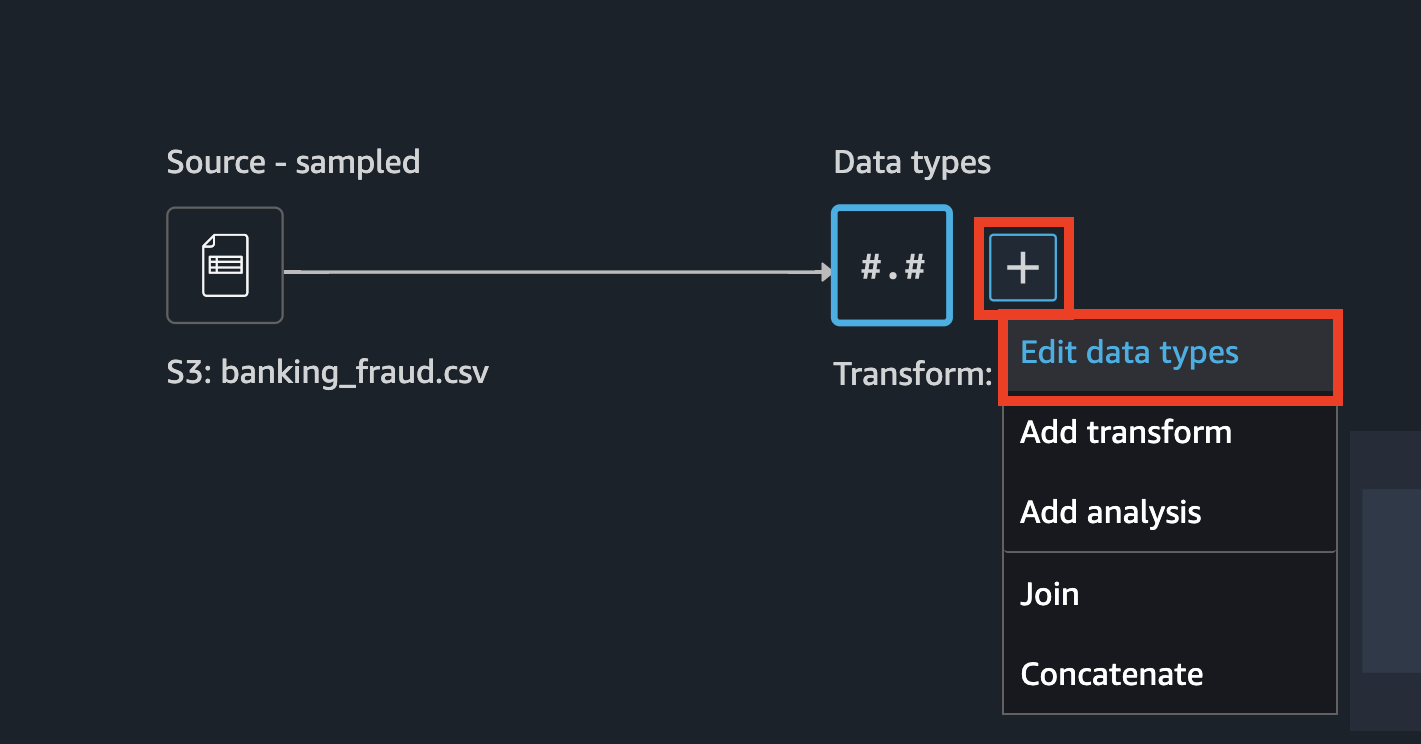 Source - sampled
Data types
#.#
+
S3: banking_fraud.csv
Transform:
Edit data types
Add transform
Add analysis
Join
Concatenate